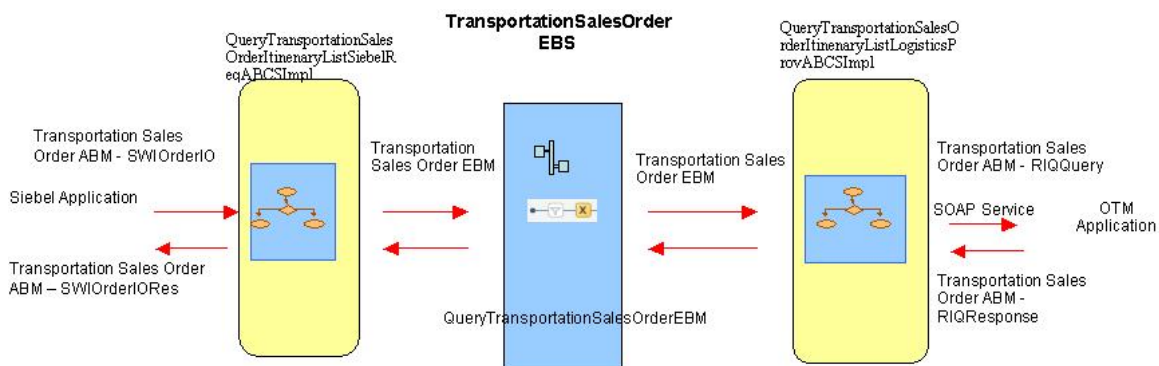 TransportationSalesOrder
EBS
QueryTransportationSales
OrderItinenaryListSiebelR
eqABCSImpl
QueryTransportationSalesO
rderItinenaryListLogisticsP
rovABCSImpl
Transportation Sales
Order ABM - SWIOrderIO
Siebel Application
Transportation Sales Order
ABM – SWIOrderIORes
Transportation
Sales Order EBM
X
QueryTransportationSalesOrderEBM
Transportation Sales
Order EBM
Transportation Sales
Order ABM - RIQQuery
SOAP Service
OTM
Application
Transportation Sales
Order ABM -
RIQResponse